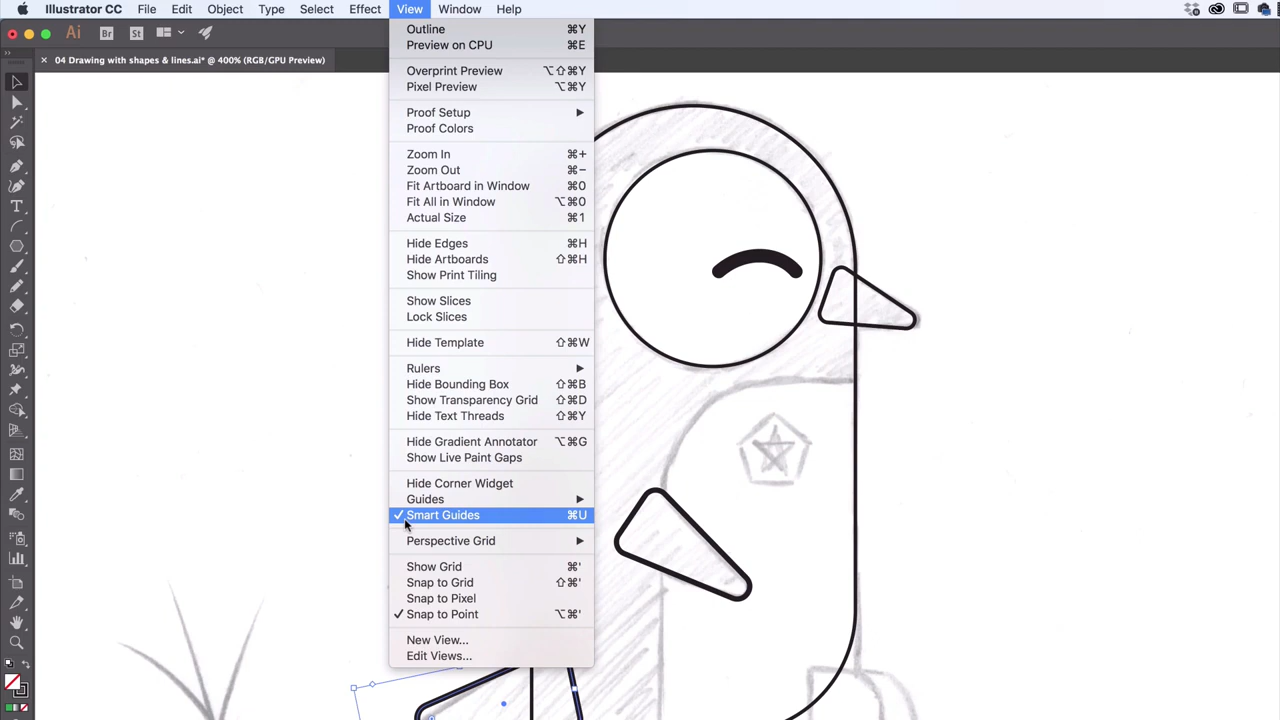 Illustrator CC File Edit Object Type Select Effect View Window Help
Ai Br St
04 Drawing with shapes & lines.ai* @ 400% (RGB/GPU Preview)
Outline ⌘Y
Preview on CPU ⌘E
Overprint Preview ⌥⇧⌘Y
Pixel Preview ⌥⌘Y
Proof Setup
Proof Colors
Zoom In ⌘+
Zoom Out ⌘−
Fit Artboard in Window ⌘0
Fit All in Window ⌥⌘0
Actual Size ⌘1
Hide Edges ⌘H
Hide Artboards ⇧⌘H
Show Print Tiling
Show Slices
Lock Slices
Hide Template ⇧⌘W
Rulers
Hide Bounding Box ⇧⌘B
Show Transparency Grid ⇧⌘D
Hide Text Threads ⇧⌘Y
Hide Gradient Annotator ⌥⌘G
Show Live Paint Gaps
Hide Corner Widget
Guides
Smart Guides ⌘U
Perspective Grid
Show Grid ⌘'
Snap to Grid ⇧⌘'
Snap to Pixel
Snap to Point ⌥⌘'
New View...
Edit Views...